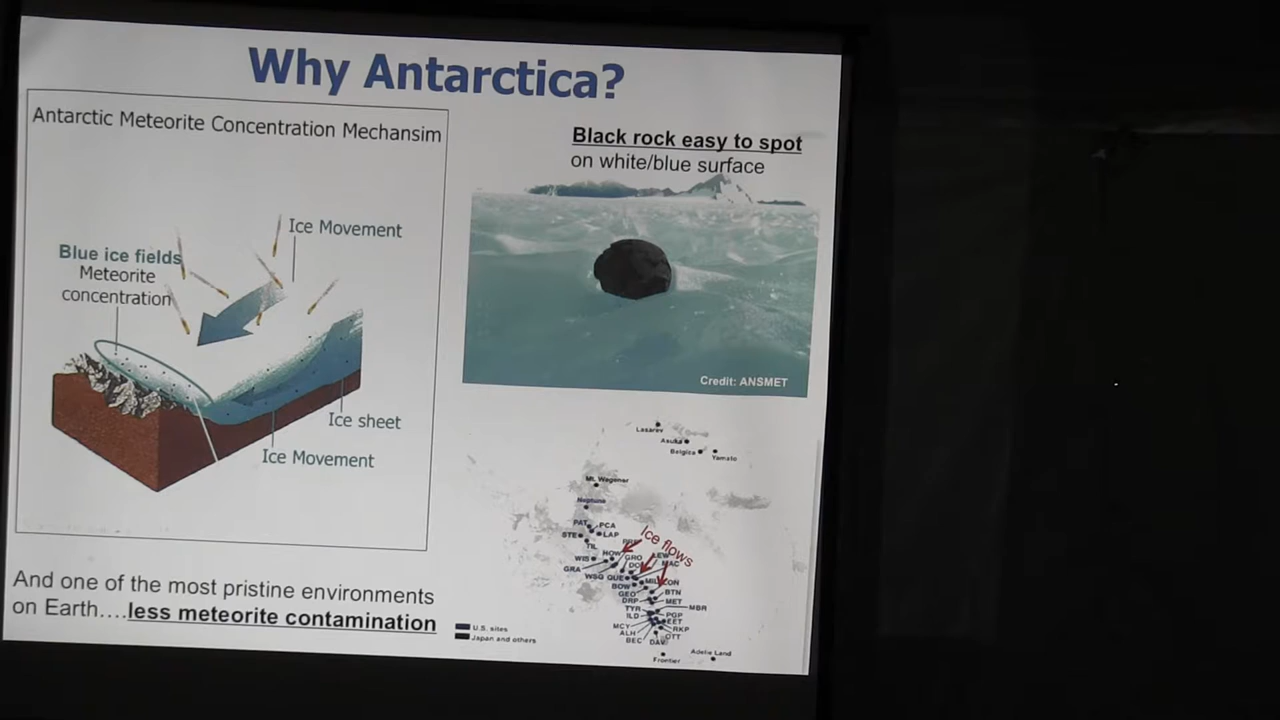 Why Antarctica?
Antarctic Meteorite Concentration Mechansim
Ice Movement
Blue ice fields
Meteorite
concentration
Ice sheet
Ice Movement
And one of the most pristine environments
on Earth....less meteorite contamination
Black rock easy to spot
on white/blue surface
Credit: ANSMET
Lasarev
Asuka
Belgica
Yamato
Mt. Wegener
Neptune
PAT
PCA
STE
LAP
TIL
Ice flows
HOW
WIS
GRO
GRA
MAC
WSG
QUE
BOW
MIL
GEO
BTN
DRP
MET
TYR
MBR
ILD
PGP
MCY
EET
ALH
RKP
BEC
OTT
DAV
Frontier
Adelie Land
U.S. sites
Japan and others